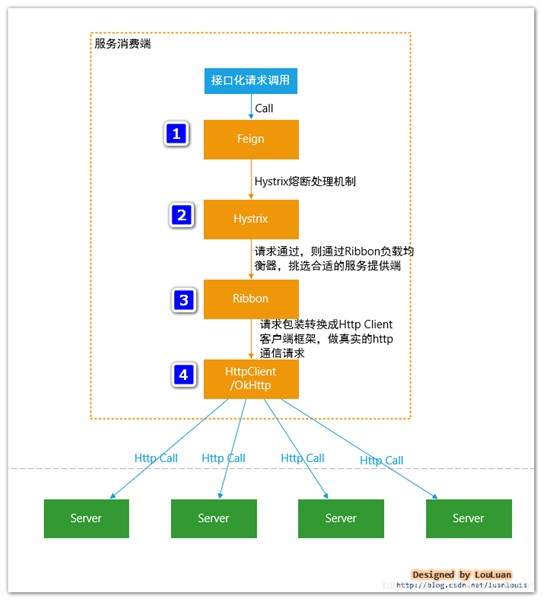 服务消费端
接口化请求调用
Call
1
Feign
Hystrix熔断处理机制
2
Hystrix
请求通过，则通过Ribbon负载均
衡器，挑选合适的服务提供端
3
Ribbon
请求包装转换成Http Client
客户端框架，做真实的http
通信请求
4
HttpClient
/OkHttp
Http Call
Http Call
Http Call
Http Call
Server
Server
Server
Server
Designed by LouLuan
http://blog.csdn.net/luanlouis